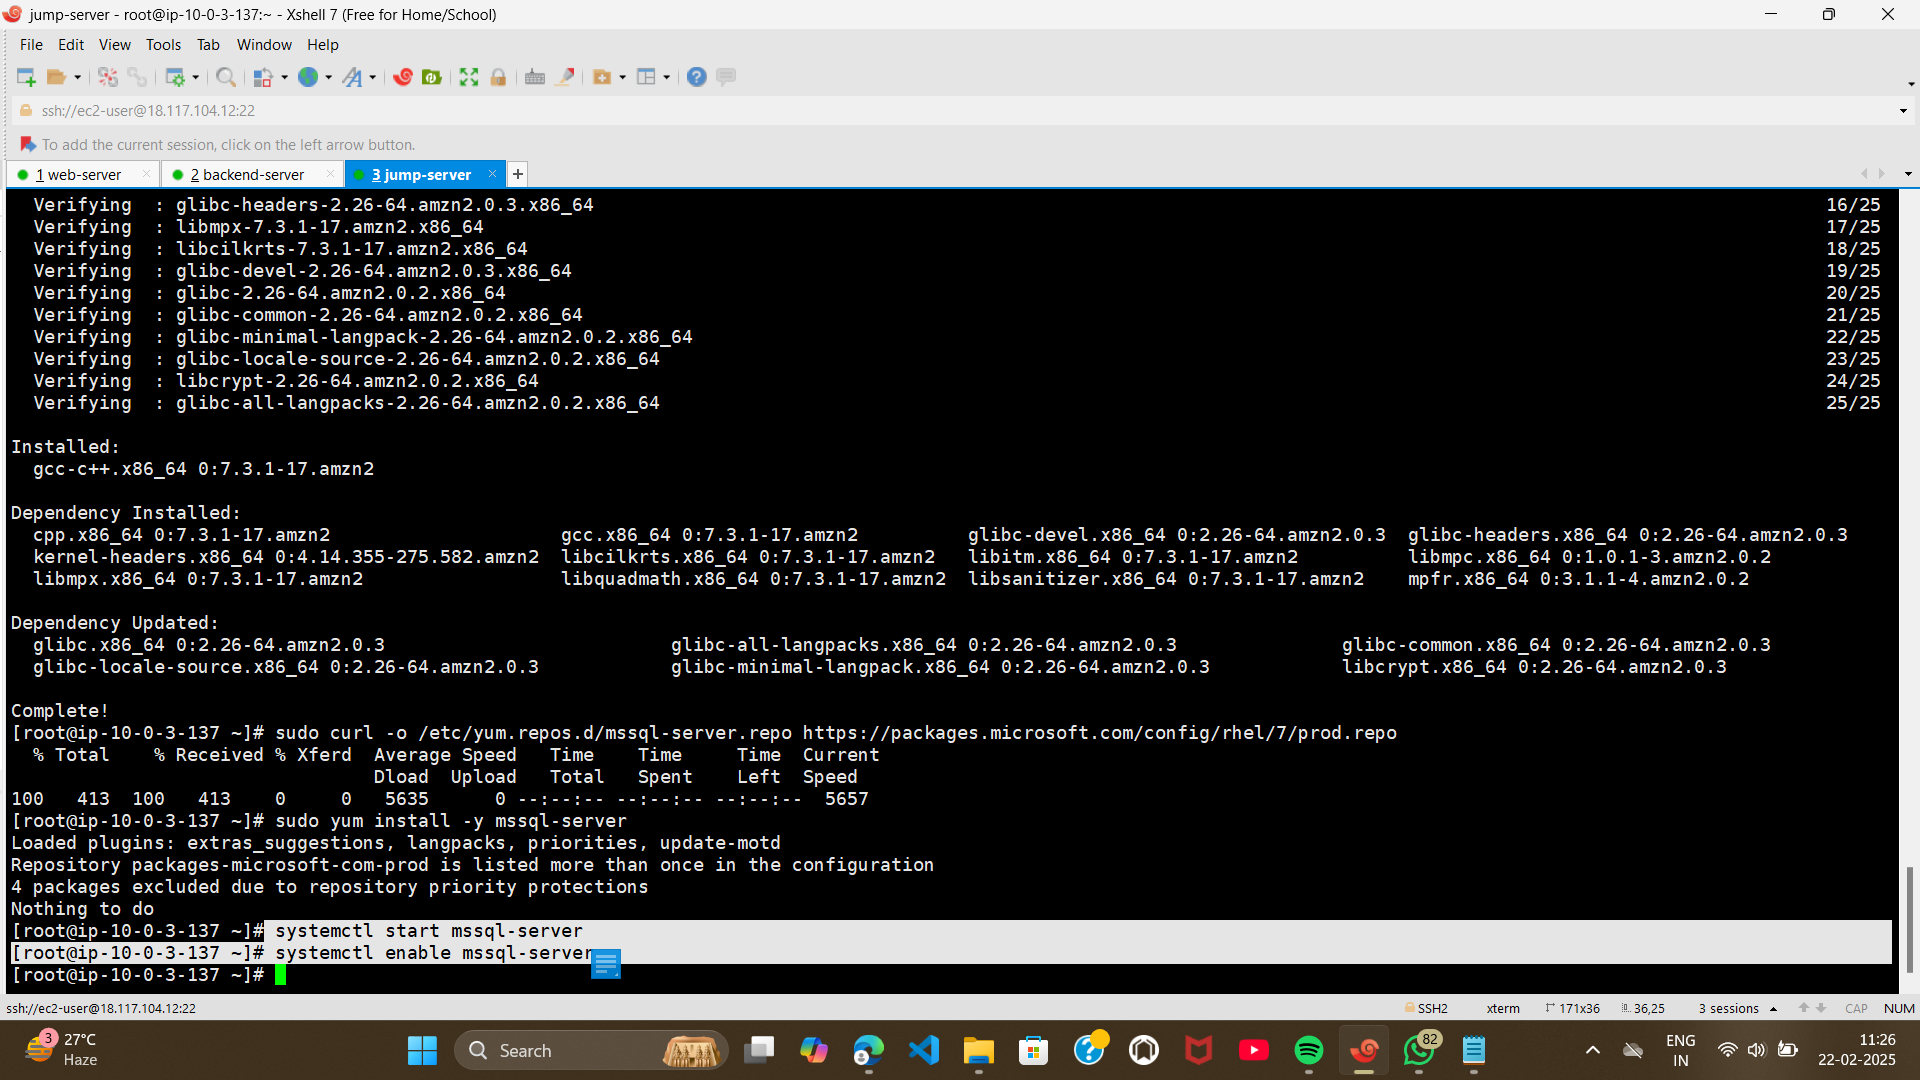 jump-server - root@ip-10-0-3-137:~ - Xshell 7 (Free for Home/School)
File Edit View Tools Tab Window Help
ssh://ec2-user@18.117.104.12:22
To add the current session, click on the left arrow button.
1 web-server 2 backend-server 3 jump-server
Verifying : glibc-headers-2.26-64.amzn2.0.3.x86_64 16/25
Verifying : libmpx-7.3.1-17.amzn2.x86_64 17/25
Verifying : libcilkrts-7.3.1-17.amzn2.x86_64 18/25
Verifying : glibc-devel-2.26-64.amzn2.0.3.x86_64 19/25
Verifying : glibc-2.26-64.amzn2.0.2.x86_64 20/25
Verifying : glibc-common-2.26-64.amzn2.0.2.x86_64 21/25
Verifying : glibc-minimal-langpack-2.26-64.amzn2.0.2.x86_64 22/25
Verifying : glibc-locale-source-2.26-64.amzn2.0.2.x86_64 23/25
Verifying : libcrypt-2.26-64.amzn2.0.2.x86_64 24/25
Verifying : glibc-all-langpacks-2.26-64.amzn2.0.2.x86_64 25/25
Installed:
gcc-c++.x86_64 0:7.3.1-17.amzn2
Dependency Installed:
cpp.x86_64 0:7.3.1-17.amzn2 gcc.x86_64 0:7.3.1-17.amzn2 glibc-devel.x86_64 0:2.26-64.amzn2.0.3 glibc-headers.x86_64 0:2.26-64.amzn2.0.3
kernel-headers.x86_64 0:4.14.355-275.582.amzn2 libcilkrts.x86_64 0:7.3.1-17.amzn2 libitm.x86_64 0:7.3.1-17.amzn2 libmpc.x86_64 0:1.0.1-3.amzn2.0.2
libmpx.x86_64 0:7.3.1-17.amzn2 libquadmath.x86_64 0:7.3.1-17.amzn2 libsanitizer.x86_64 0:7.3.1-17.amzn2 mpfr.x86_64 0:3.1.1-4.amzn2.0.2
Dependency Updated:
glibc.x86_64 0:2.26-64.amzn2.0.3 glibc-all-langpacks.x86_64 0:2.26-64.amzn2.0.3 glibc-common.x86_64 0:2.26-64.amzn2.0.3
glibc-locale-source.x86_64 0:2.26-64.amzn2.0.3 glibc-minimal-langpack.x86_64 0:2.26-64.amzn2.0.3 libcrypt.x86_64 0:2.26-64.amzn2.0.3
Complete!
[root@ip-10-0-3-137 ~]# sudo curl -o /etc/yum.repos.d/mssql-server.repo https://packages.microsoft.com/config/rhel/7/prod.repo
% Total % Received % Xferd Average Speed Time Time Time Current
Dload Upload Total Spent Left Speed
100 413 100 413 0 0 5635 0 --:--:-- --:--:-- --:--:-- 5657
[root@ip-10-0-3-137 ~]# sudo yum install -y mssql-server
Loaded plugins: extras_suggestions, langpacks, priorities, update-motd
Repository packages-microsoft-com-prod is listed more than once in the configuration
4 packages excluded due to repository priority protections
Nothing to do
[root@ip-10-0-3-137 ~]# systemctl start mssql-server
[root@ip-10-0-3-137 ~]# systemctl enable mssql-server
[root@ip-10-0-3-137 ~]#
ssh://ec2-user@18.117.104.12:22 SSH2 xterm 171x36 36,25 3 sessions CAP NUM
3 27°C Haze
Search
82
ENG IN
11:26
22-02-2025